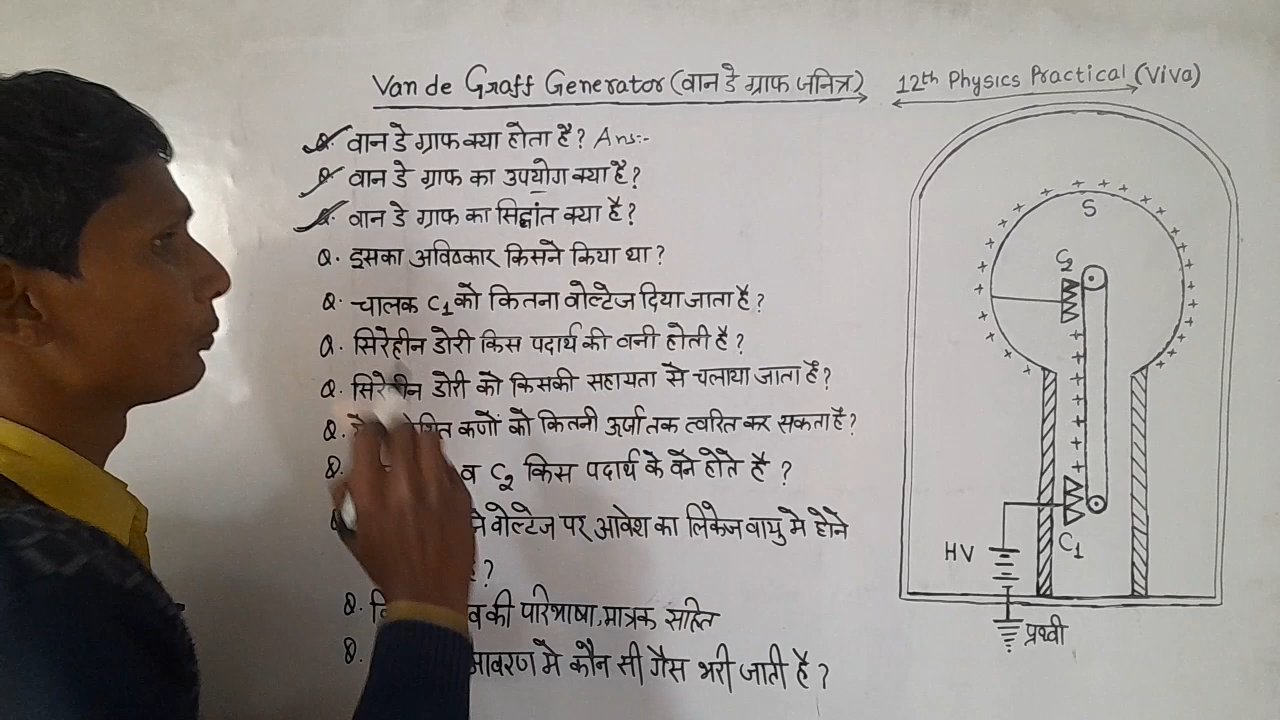 Van de Graff Generator (वान डे ग्राफ जनित्र)
12th Physics Practical (Viva)
Q. वान डे ग्राफ क्या होता है? Ans:-
Q. वान डे ग्राफ का उपयोग क्या है?
Q. वान डे ग्राफ का सिद्धांत क्या है?
Q. इसका अविष्कार किसने किया था?
Q. चालक C1 को कितना वोल्टेज दिया जाता है?
Q. सिरेहीन डोरी किस पदार्थ की वनी होती है?
Q. सिरेहीन डोरी को किसकी सहायता से चलाया जाता है?
Q. कणों को कितनी ऊर्जा तक त्वरित कर सकता है?
Q. व C2 किस पदार्थ के वने होते है ?
वोल्टेज पर आवेश का लिकेज वायु मे होने
?
Q. की परिभाषा, मात्रक सहित
Q. आवरण मे कौन सी गैस भरी जाती है ?
S
C2
C1
HV
प्रथ्वी